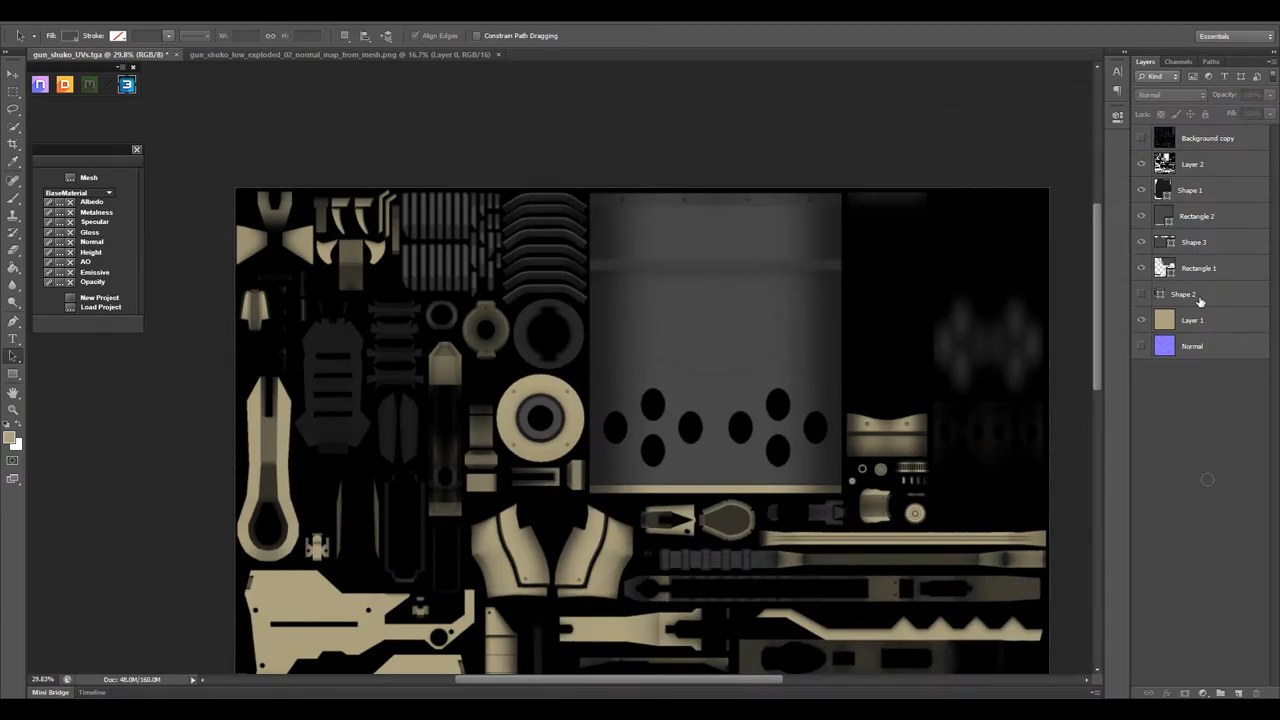 Fill: Stroke: W: H: Align Edges Constrain Path Dragging Essentials
gun_shuko_UVs.tga @ 29.8% (RGB/8) * × gun_shuko_low_exploded_02_normal_map_from_mesh.png @ 16.7% (Layer 0, RGB/16) ×
Layers Channels Paths
Kind
Normal Opacity: 100%
Lock: Fill: 100%
Background copy
Layer 2
Shape 1
Rectangle 2
Shape 3
Rectangle 1
Shape 2
Layer 1
Normal
Mesh
BaseMaterial
Albedo
Metalness
Specular
Gloss
Normal
Height
AO
Emissive
Opacity
New Project
Load Project
29.83% Doc: 48.0M/160.0M
Mini Bridge Timeline